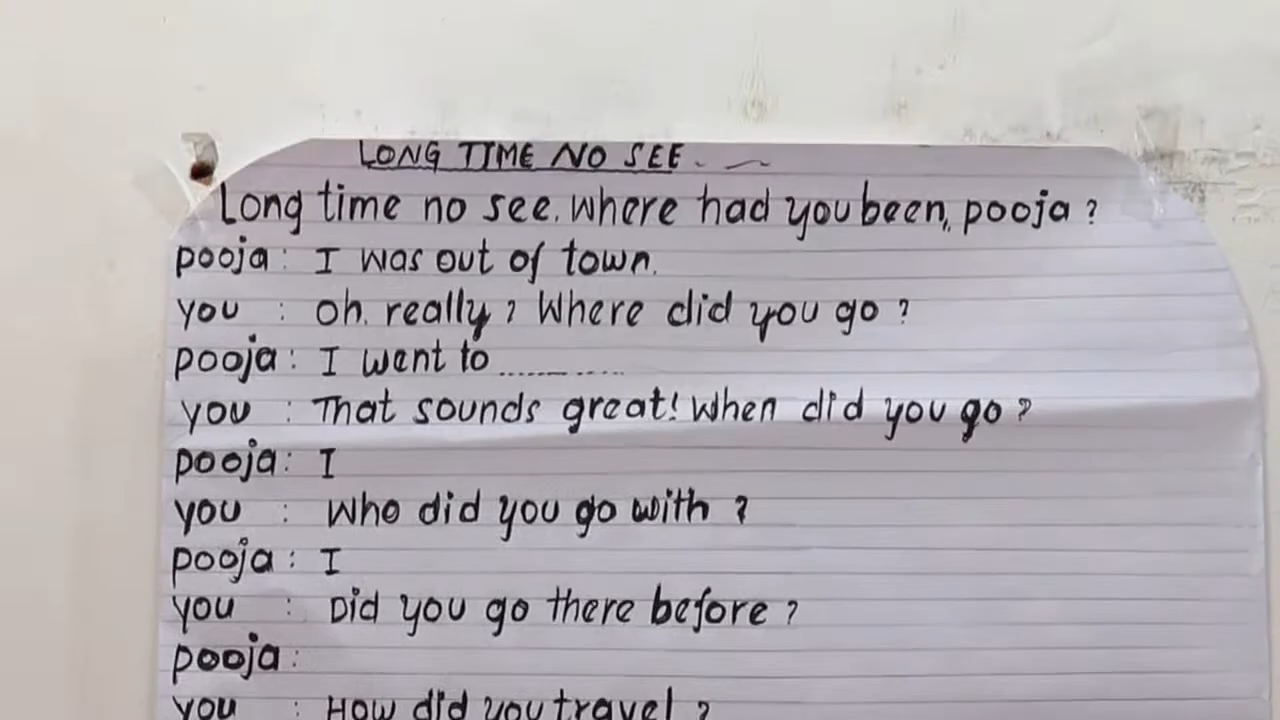 LONG TIME NO SEE
Long time no see. Where had you been, pooja?
pooja: I was out of town.
you : Oh. really? Where did you go?
pooja: I went to ............
you : That sounds great! When did you go?
pooja: I
you : Who did you go with?
pooja: I
you : Did you go there before?
pooja:
you : How did you travel?